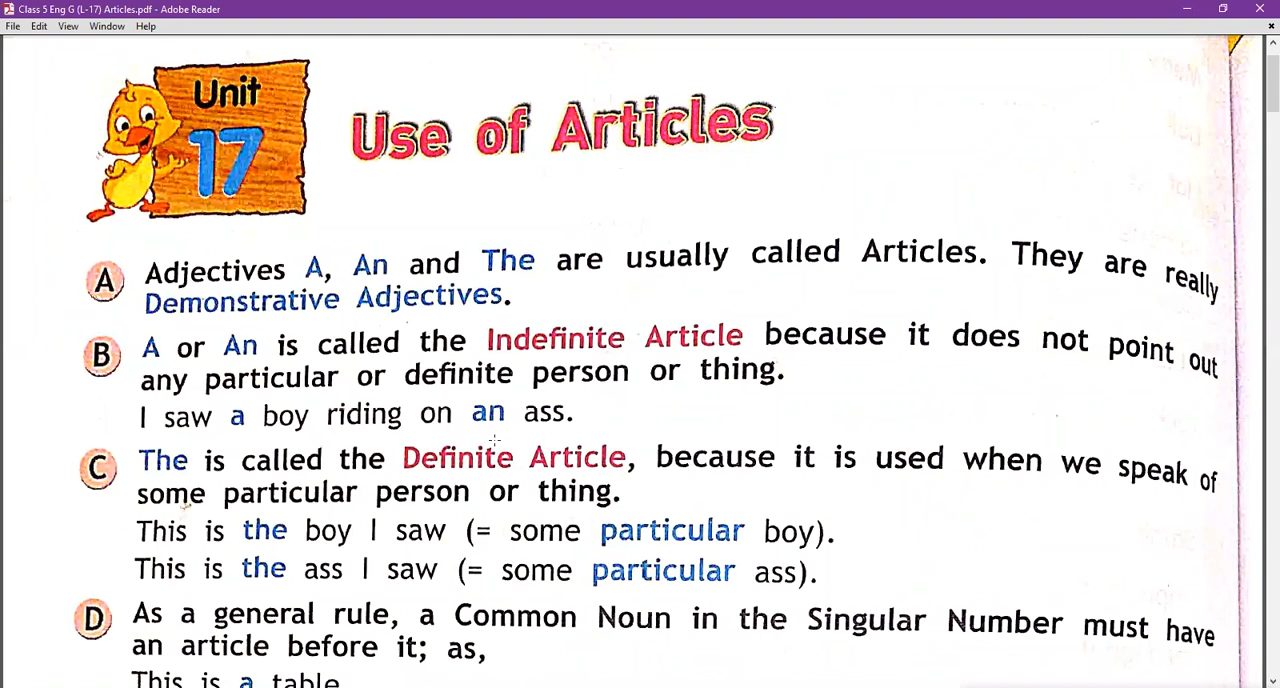 Class 5 Eng G (L-17) Articles.pdf - Adobe Reader
File Edit View Window Help
Unit
17
Use of Articles
A Adjectives A, An and The are usually called Articles. They are really
Demonstrative Adjectives.
B A or An is called the Indefinite Article because it does not point out
any particular or definite person or thing.
I saw a boy riding on an ass.
C The is called the Definite Article, because it is used when we speak of
some particular person or thing.
This is the boy I saw (= some particular boy).
This is the ass I saw (= some particular ass).
D As a general rule, a Common Noun in the Singular Number must have
an article before it; as,
This is a table